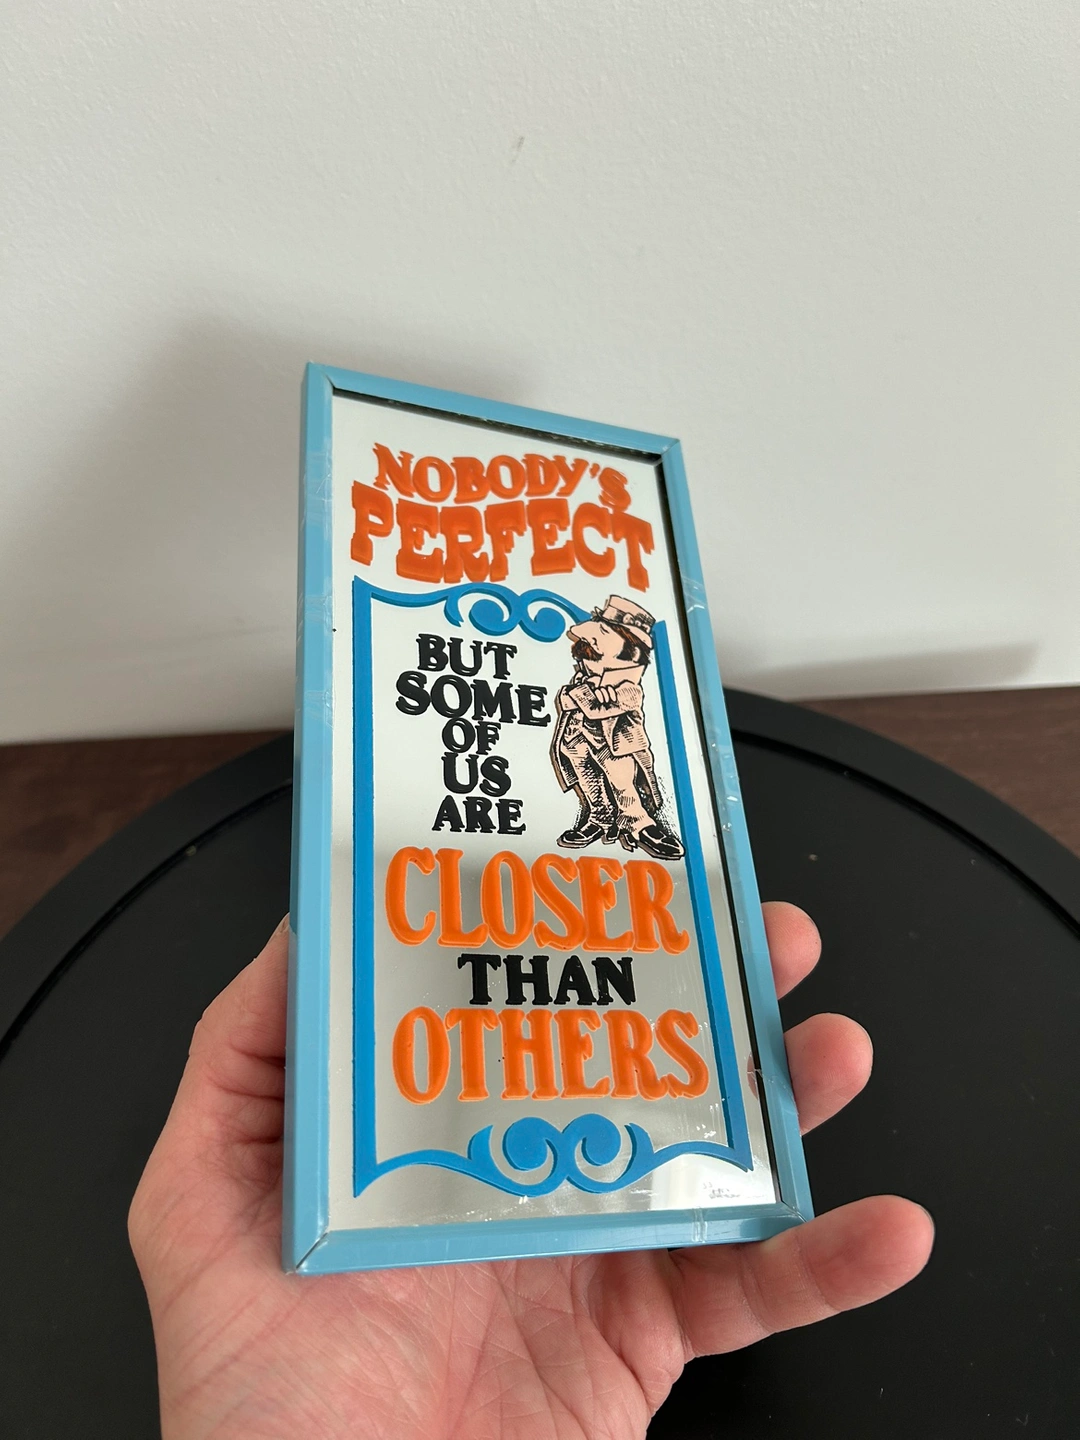 NOBODY'S
PERFECT
BUT
SOME
OF
US
ARE
CLOSER
THAN
OTHERS